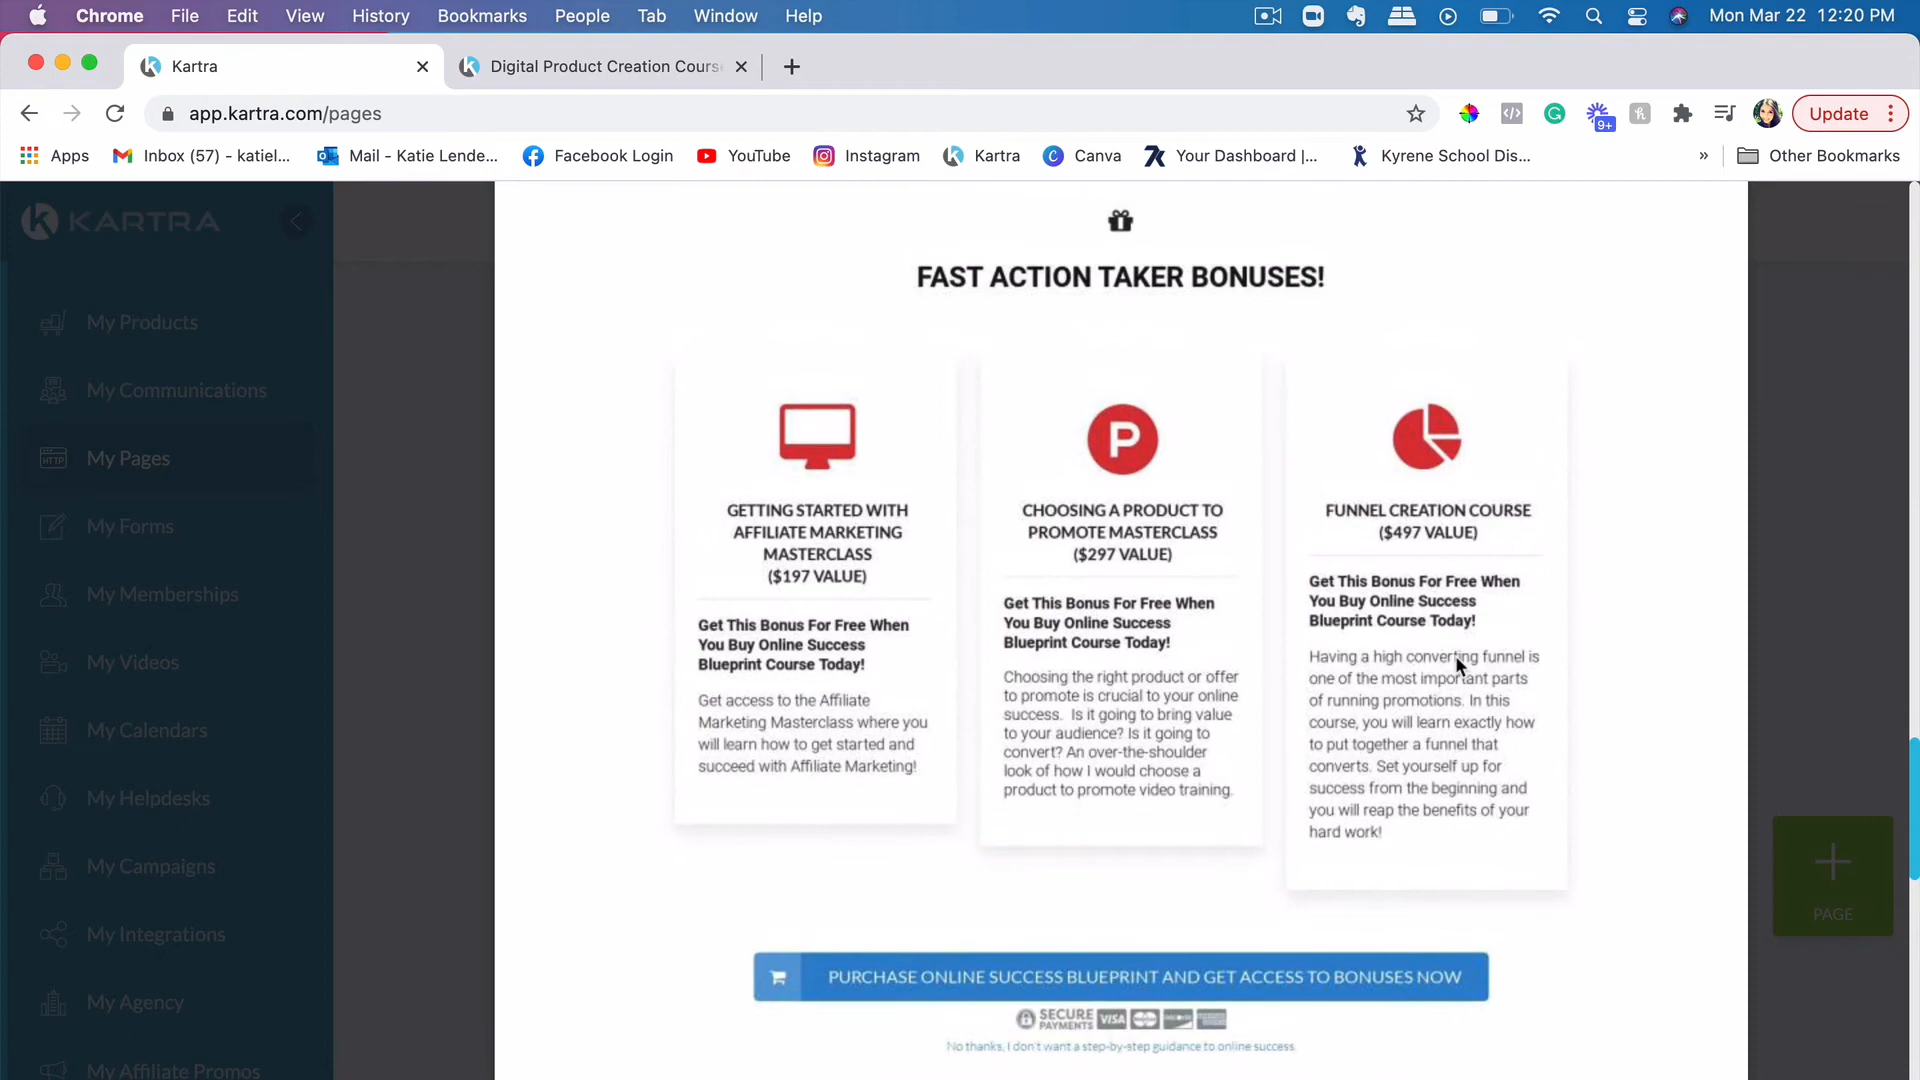 Chrome File Edit View History Bookmarks People Tab Window Help Mon Mar 22 12:20 PM
Kartra Digital Product Creation Cours
app.kartra.com/pages 9+ Update
Apps Inbox (57) - katiel... Mail - Katie Lende... Facebook Login YouTube Instagram Kartra Canva Your Dashboard |... Kyrene School Dis... » Other Bookmarks
KARTRA
My Products
My Communications
HTTP My Pages
My Forms
My Memberships
My Videos
My Calendars
My Helpdesks
My Campaigns
My Integrations
My Agency
My Affiliate Promos
FAST ACTION TAKER BONUSES!
GETTING STARTED WITH
AFFILIATE MARKETING
MASTERCLASS
($197 VALUE)
Get This Bonus For Free When
You Buy Online Success
Blueprint Course Today!
Get access to the Affiliate
Marketing Masterclass where you
will learn how to get started and
succeed with Affiliate Marketing!
P
CHOOSING A PRODUCT TO
PROMOTE MASTERCLASS
($297 VALUE)
Get This Bonus For Free When
You Buy Online Success
Blueprint Course Today!
Choosing the right product or offer
to promote is crucial to your online
success. Is it going to bring value
to your audience? Is it going to
convert? An over-the-shoulder
look of how I would choose a
product to promote video training.
FUNNEL CREATION COURSE
($497 VALUE)
Get This Bonus For Free When
You Buy Online Success
Blueprint Course Today!
Having a high converting funnel is
one of the most important parts
of running promotions. In this
course, you will learn exactly how
to put together a funnel that
converts. Set yourself up for
success from the beginning and
you will reap the benefits of your
hard work!
PURCHASE ONLINE SUCCESS BLUEPRINT AND GET ACCESS TO BONUSES NOW
SECURE
PAYMENTS VISA
No thanks, I don't want a step-by-step guidance to online success.
PAGE